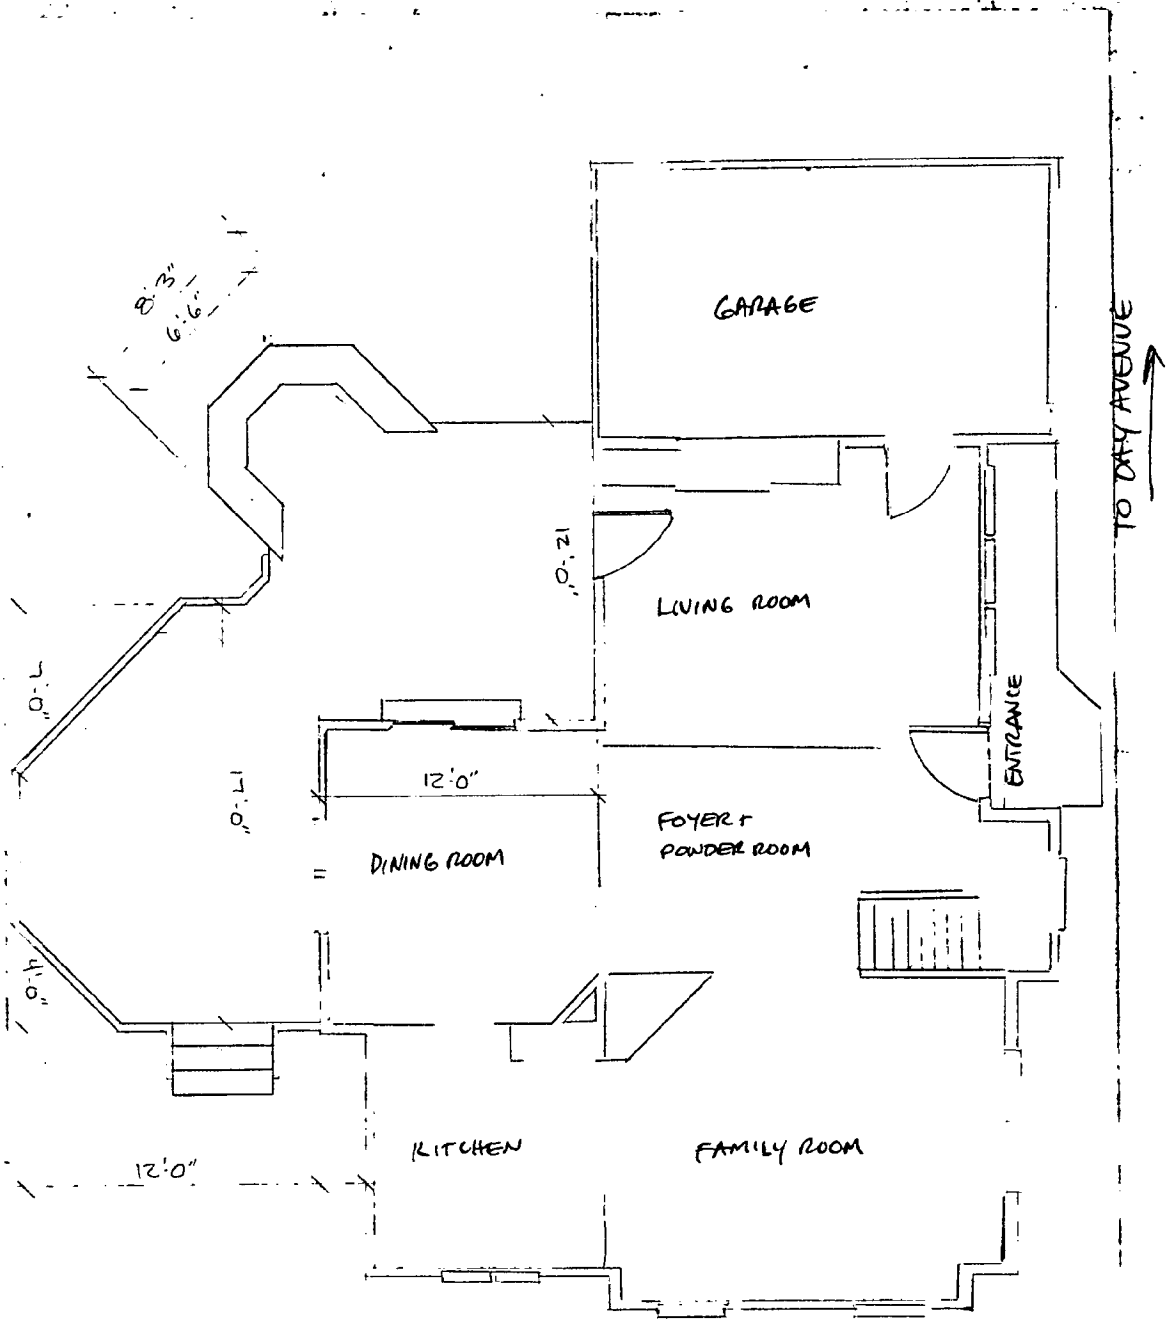 8'3"
6'6"
GARAGE
TO DAY AVENUE
12'-0"
LIVING ROOM
7'-0"
ENTRANCE
17'-0"
12'0"
FOYER +
POWDER ROOM
DINING ROOM
4'-0"
KITCHEN
FAMILY ROOM
12'0"